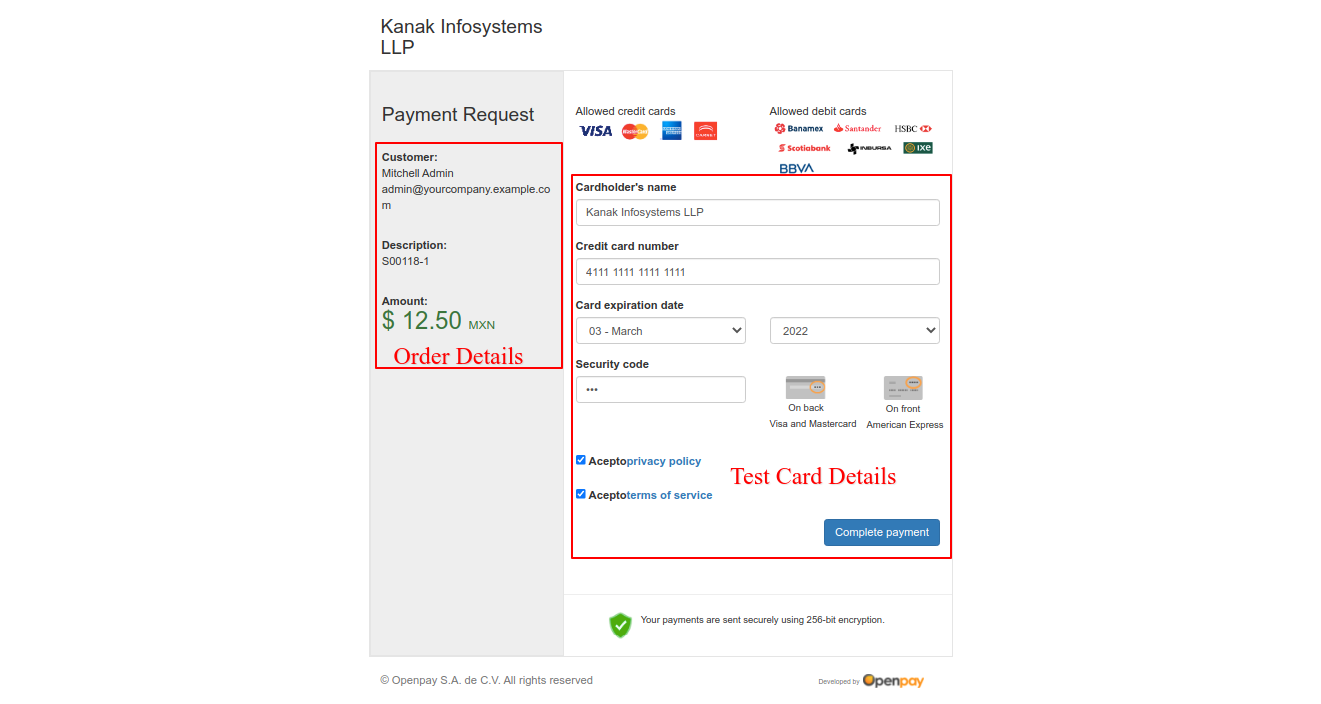 Kanak Infosystems
LLP
Payment Request
Customer:
Mitchell Admin
admin@yourcompany.example.co
m
Description:
S00118-1
Amount:
$ 12.50 MXN
Order Details
Allowed credit cards
VISA MasterCard
Allowed debit cards
Banamex Santander HSBC
Scotiabank INBURSA ixe
BBVA
Cardholder's name
Kanak Infosystems LLP
Credit card number
4111 1111 1111 1111
Card expiration date
03 - March 2022
Security code
•••
On back
Visa and Mastercard
On front
American Express
Aceptoprivacy policy
Test Card Details
Aceptoterms of service
Complete payment
Your payments are sent securely using 256-bit encryption.
© Openpay S.A. de C.V. All rights reserved
Developed by Openpay